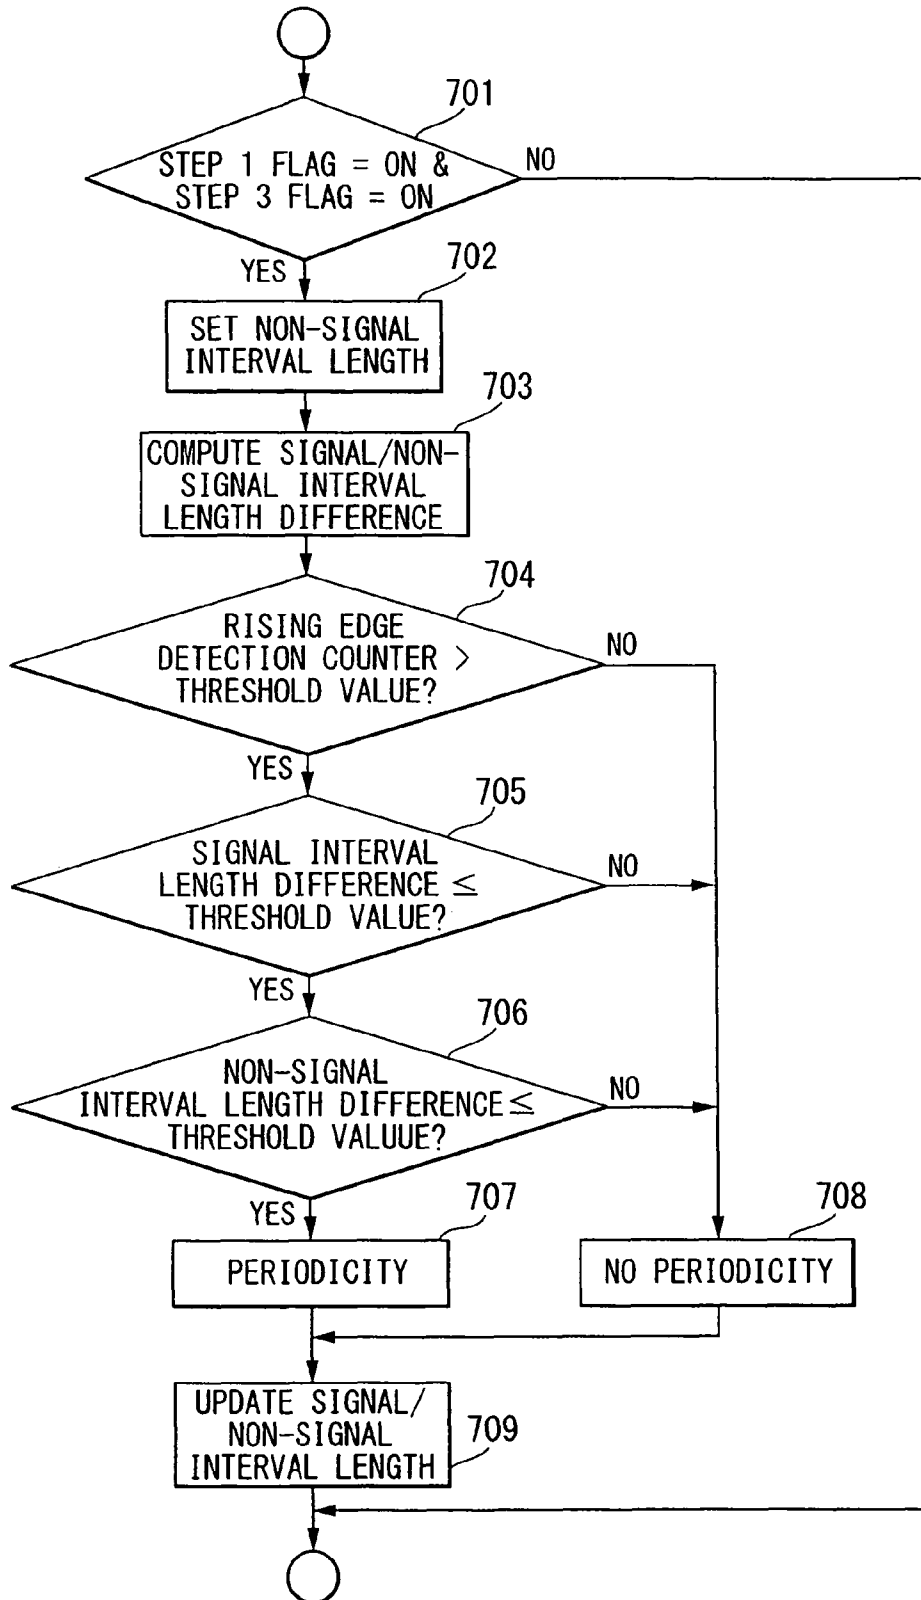 701
STEP 1 FLAG = ON &
STEP 3 FLAG = ON
NO
YES
702
SET NON-SIGNAL
INTERVAL LENGTH
703
COMPUTE SIGNAL/NON-
SIGNAL INTERVAL
LENGTH DIFFERENCE
704
RISING EDGE
DETECTION COUNTER >
THRESHOLD VALUE?
NO
YES
705
SIGNAL INTERVAL
LENGTH DIFFERENCE ≤
THRESHOLD VALUE?
NO
YES
706
NON-SIGNAL
INTERVAL LENGTH DIFFERENCE ≤
THRESHOLD VALUUE?
NO
YES
707
PERIODICITY
708
NO PERIODICITY
UPDATE SIGNAL/
NON-SIGNAL
INTERVAL LENGTH
709